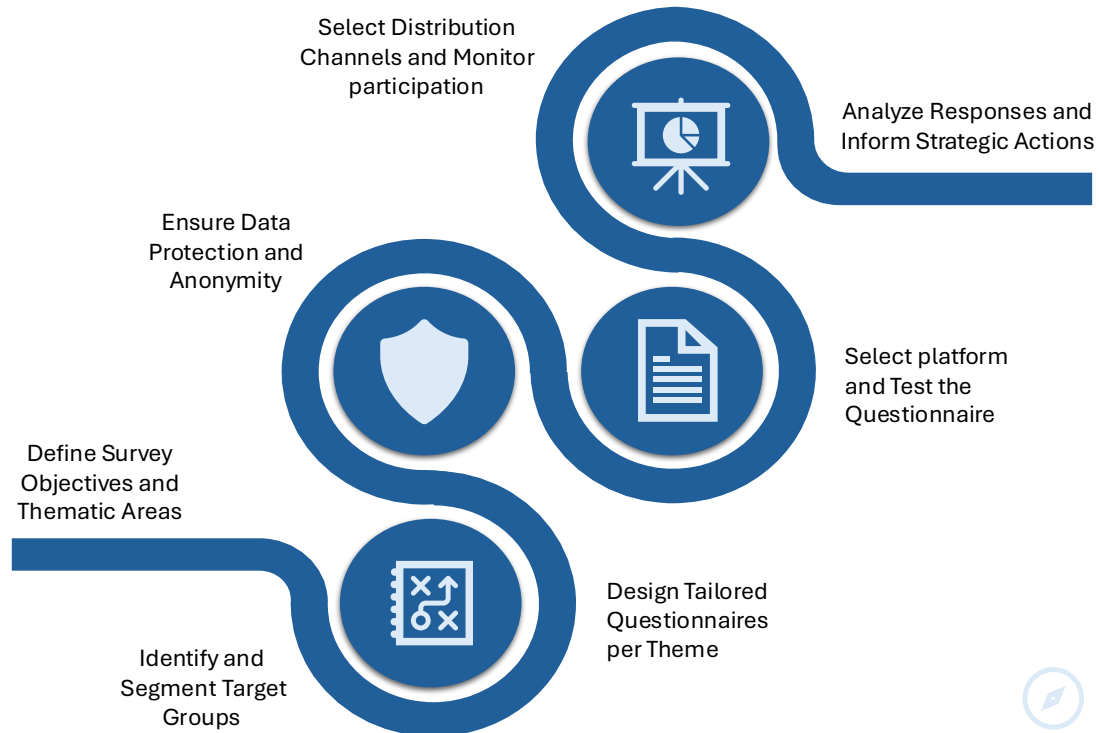 Select Distribution
Channels and Monitor
participation
Analyze Responses and
Inform Strategic Actions
Ensure Data
Protection and
Anonymity
Select platform
and Test the
Questionnaire
Define Survey
Objectives and
Thematic Areas
Design Tailored
Questionnaires
per Theme
Identify and
Segment Target
Groups